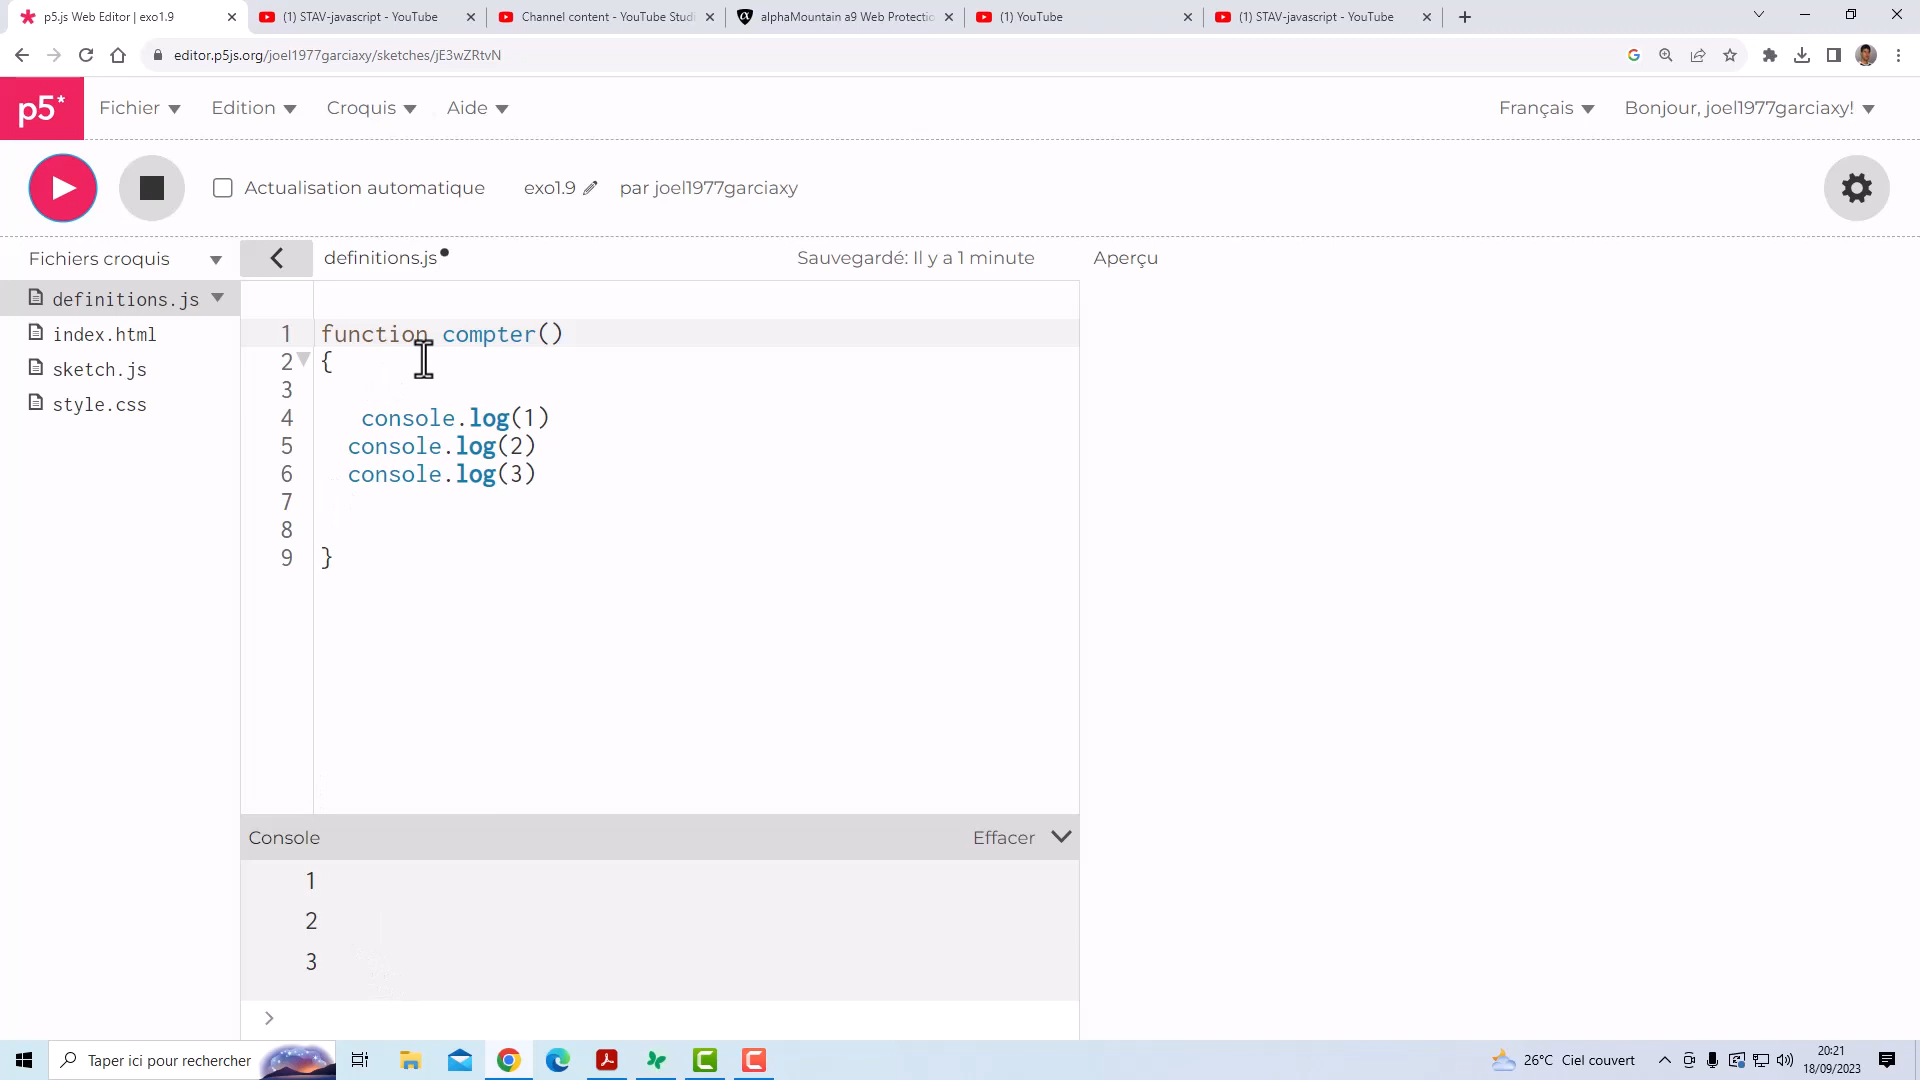 p5.js Web Editor | exo1.9
(1) STAV-javascript - YouTube
Channel content - YouTube Studi
alphaMountain a9 Web Protectio
(1) YouTube
(1) STAV-javascript - YouTube
editor.p5js.org/joel1977garciaxy/sketches/jE3wZRtvN
p5*
Fichier
Edition
Croquis
Aide
Français
Bonjour, joel1977garciaxy!
Actualisation automatique
exo1.9
par joel1977garciaxy
Fichiers croquis
definitions.js
Sauvegardé: Il y a 1 minute
Aperçu
definitions.js
index.html
sketch.js
style.css
1 function compter()
2 {
3
4 console.log(1)
5 console.log(2)
6 console.log(3)
7
8
9 }
Console
Effacer
1
2
3
>
Taper ici pour rechercher
26°C Ciel couvert
20:21
18/09/2023